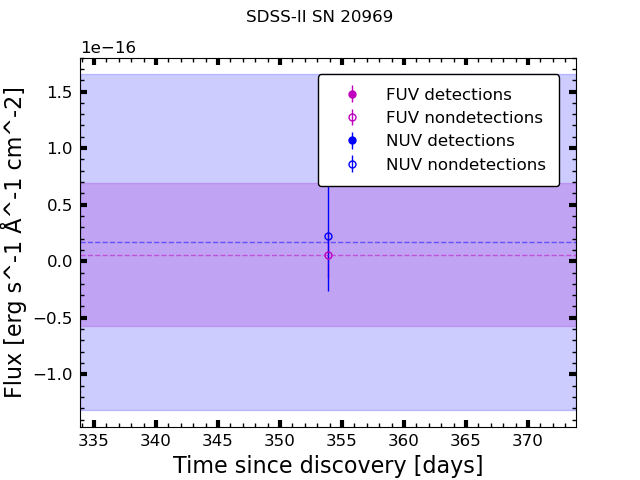 SDSS-II SN 20969
1e−16
FUV detections
FUV nondetections
NUV detections
NUV nondetections
1.5
1.0
0.5
0.0
−0.5
−1.0
Flux [erg s^-1 Å^-1 cm^-2]
335 340 345 350 355 360 365 370
Time since discovery [days]